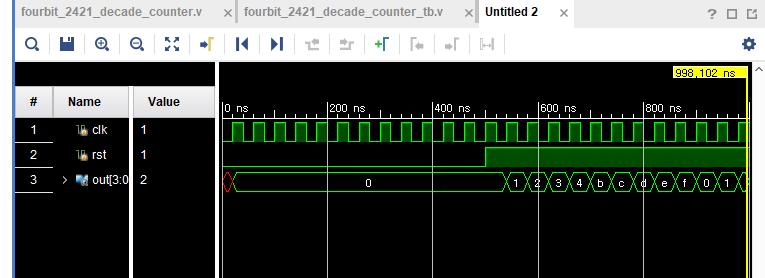 fourbit_2421_decade_counter.v
fourbit_2421_decade_counter_tb.v
Untitled 2
998,102 ns
# Name Value
0 ns 200 ns 400 ns 600 ns 800 ns
1 clk 1
2 rst 1
3 out[3:0 2
0 1 2 3 4 b c d e f 0 1